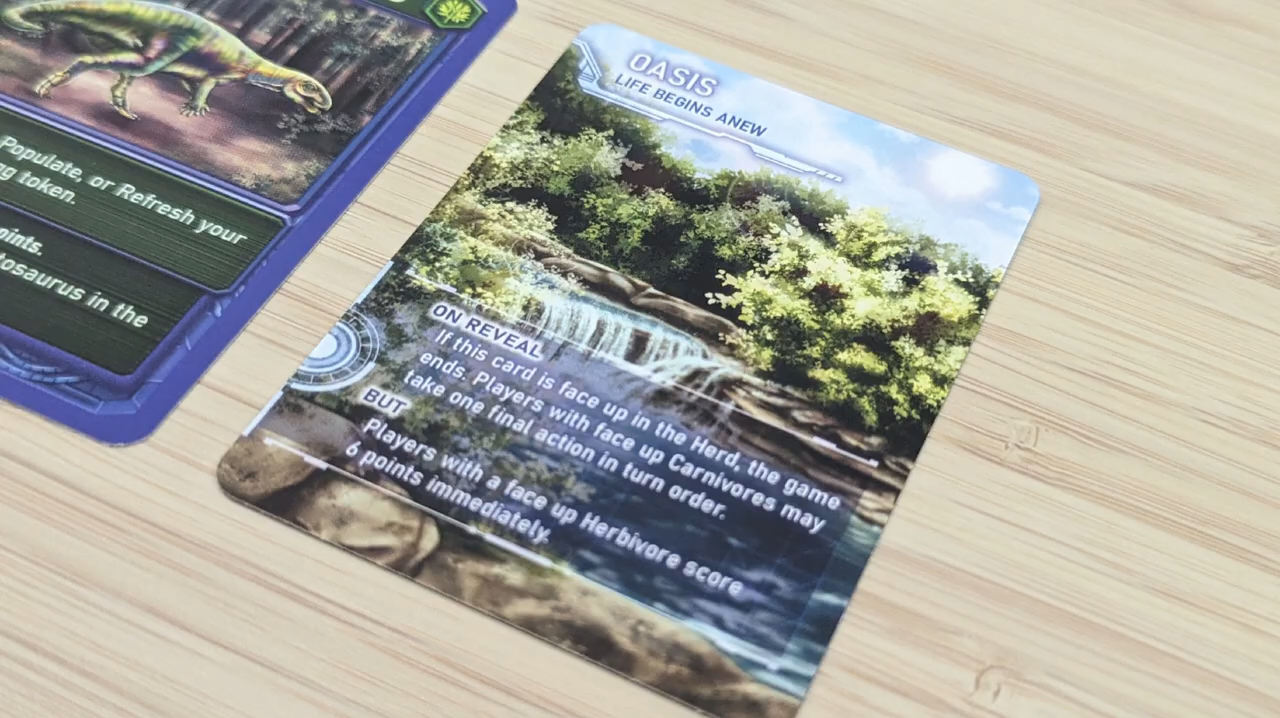 Populate, or Refresh your
token.
points.
tosaurus in the
OASIS
LIFE BEGINS ANEW
ON REVEAL
If this card is face up in the Herd, the game
ends. Players with face up Carnivores may
take one final action in turn order.
BUT
Players with a face up Herbivore score
6 points immediately.